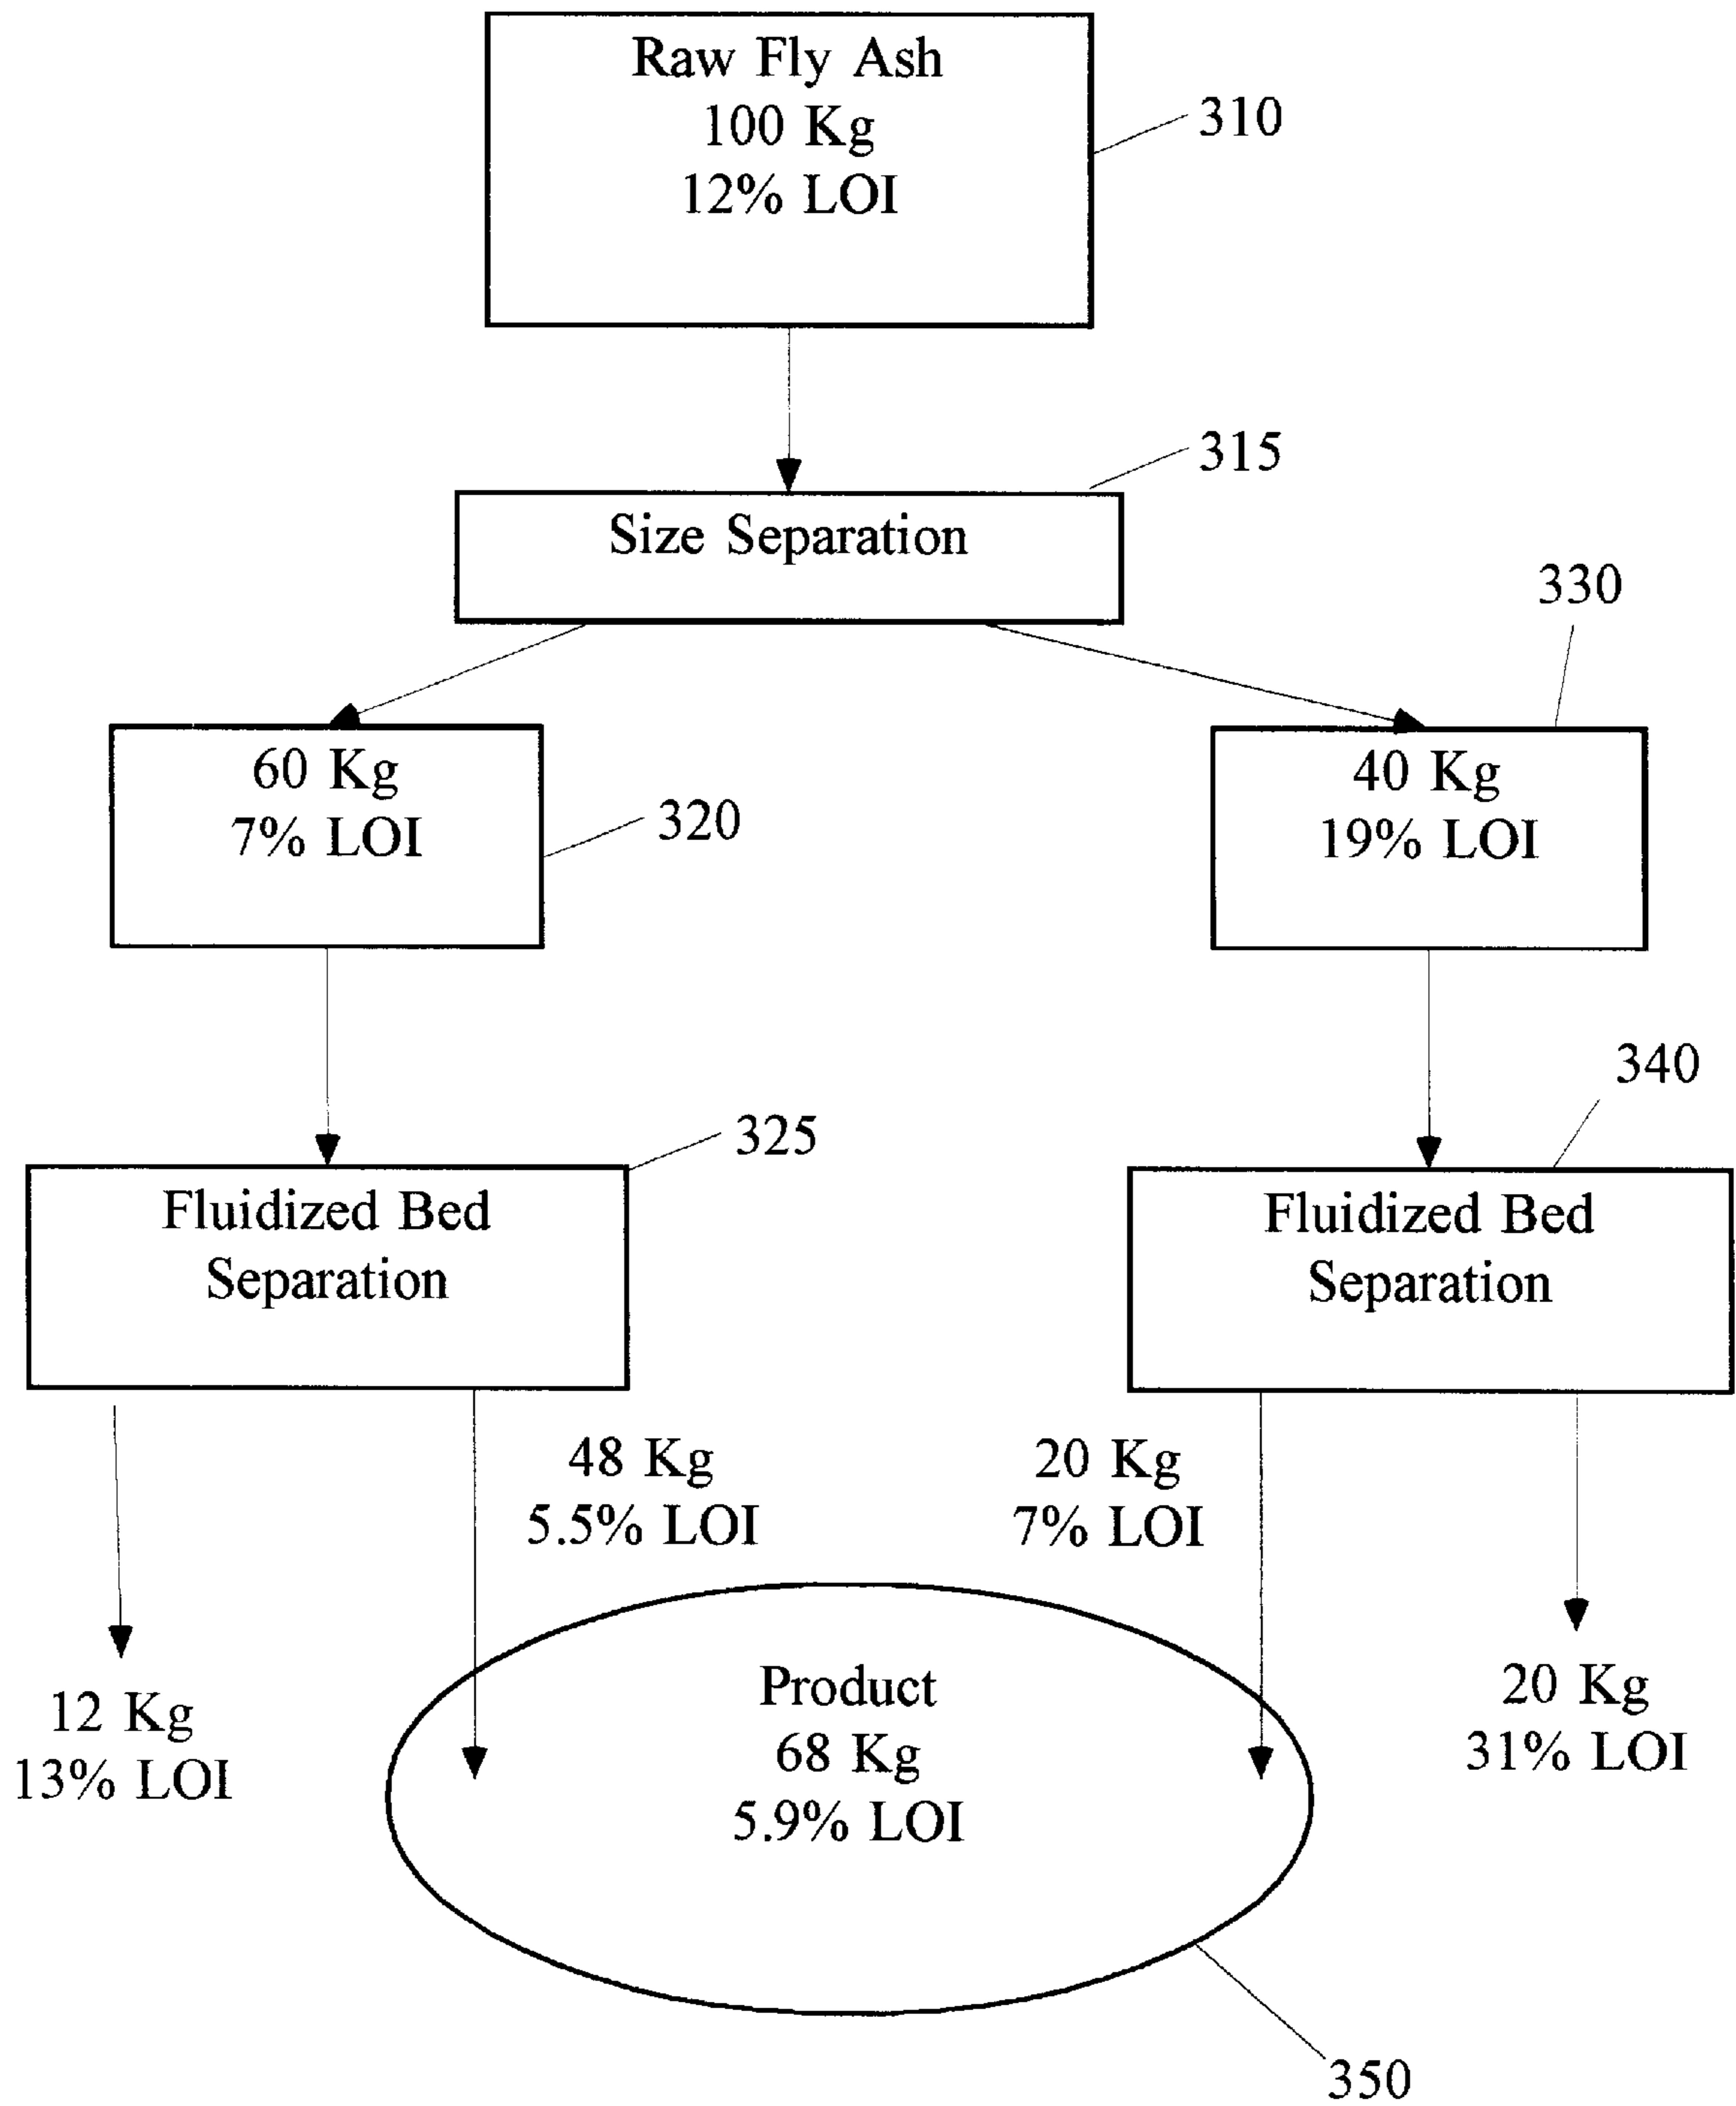 Raw Fly Ash
100 Kg
12% LOI
310
315
Size Separation
330
60 Kg
7% LOI
320
40 Kg
19% LOI
340
325
Fluidized Bed
Separation
Fluidized Bed
Separation
48 Kg
5.5% LOI
20 Kg
7% LOI
12 Kg
13% LOI
Product
68 Kg
5.9% LOI
20 Kg
31% LOI
350